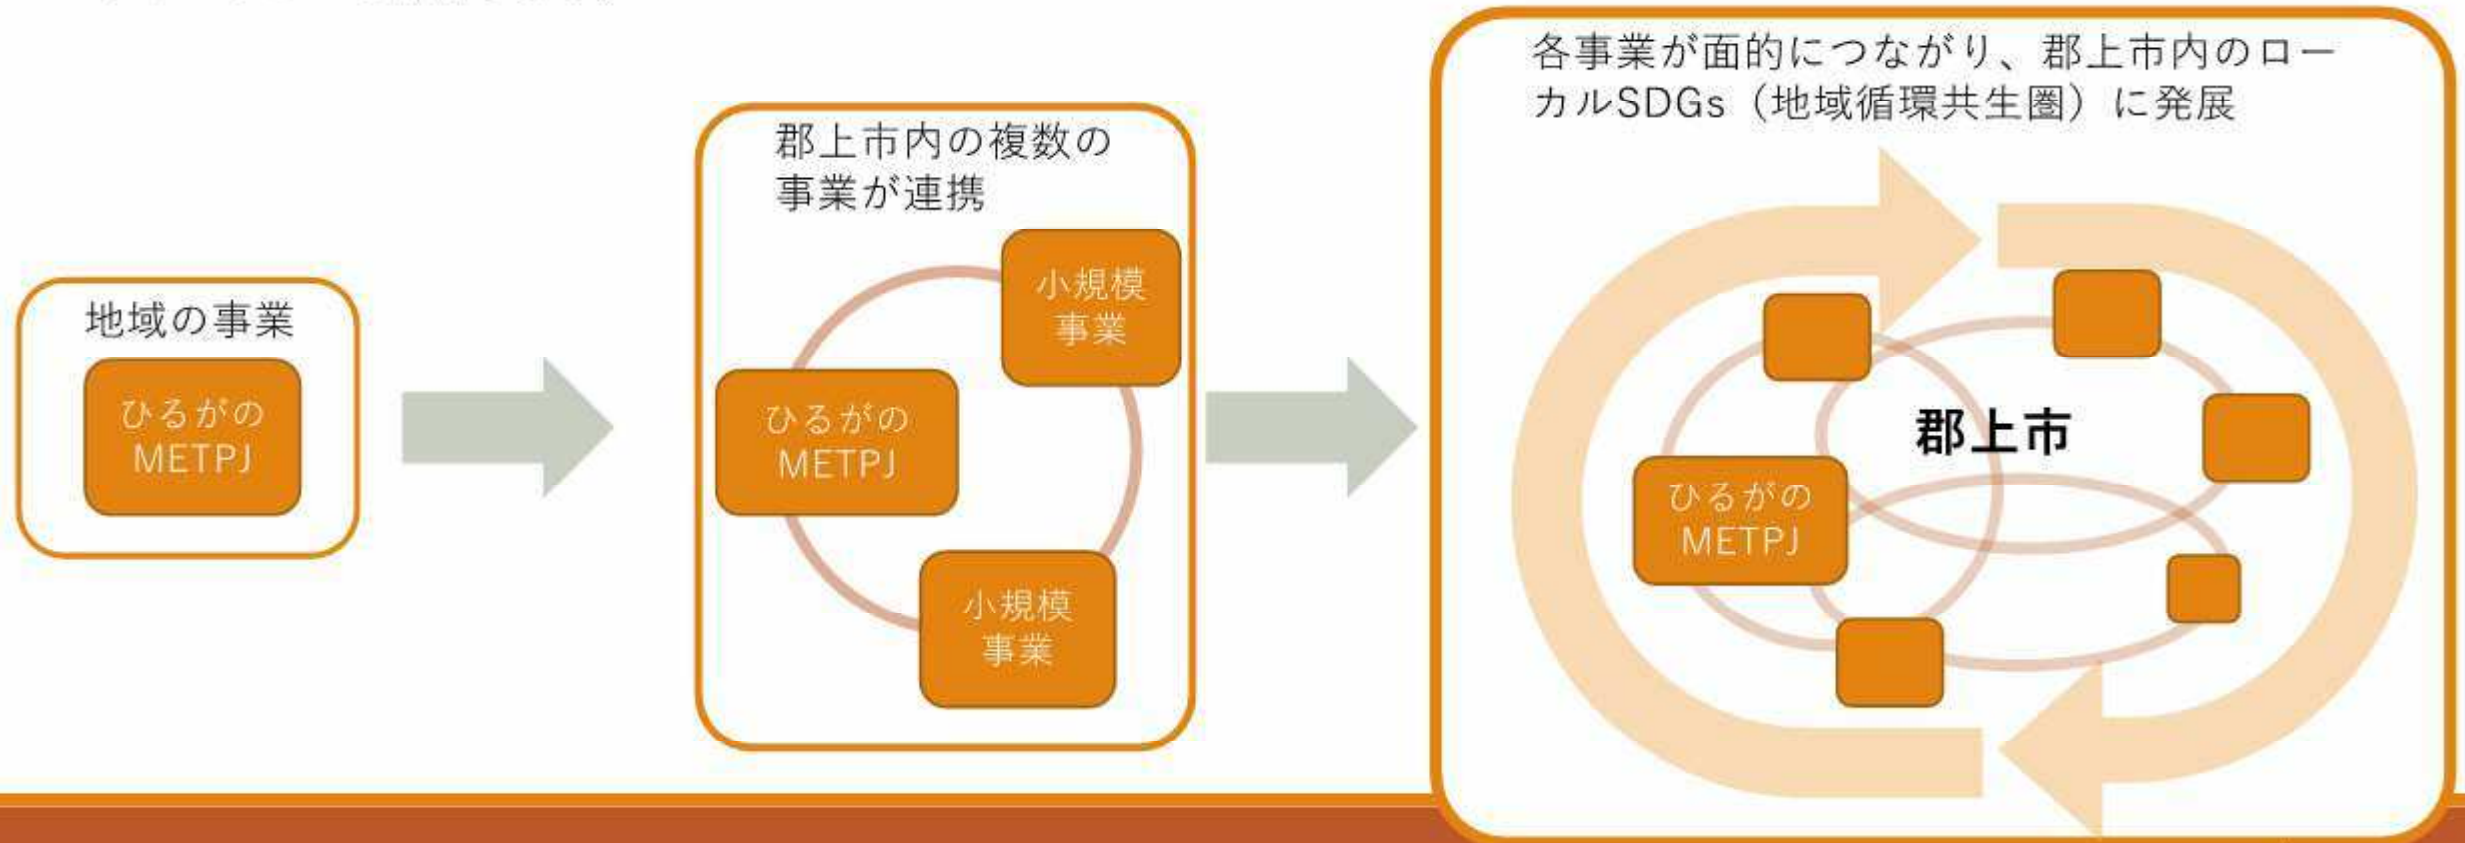 地域の事業
ひるがの
METPJ
郡上市内の複数の
事業が連携
小規模
事業
ひるがの
METPJ
小規模
事業
各事業が面的につながり、郡上市内のロー
カルSDGs（地域循環共生圏）に発展
郡上市
ひるがの
METPJ